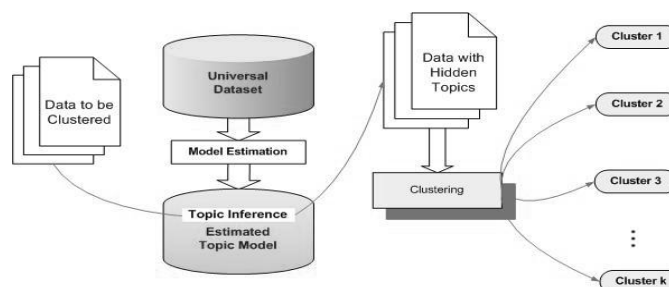 Data to be
Clustered
Universal
Dataset
Model Estimation
Topic Inference
Estimated
Topic Model
Data with
Hidden
Topics
Clustering
Cluster 1
Cluster 2
Cluster 3
...
Cluster k